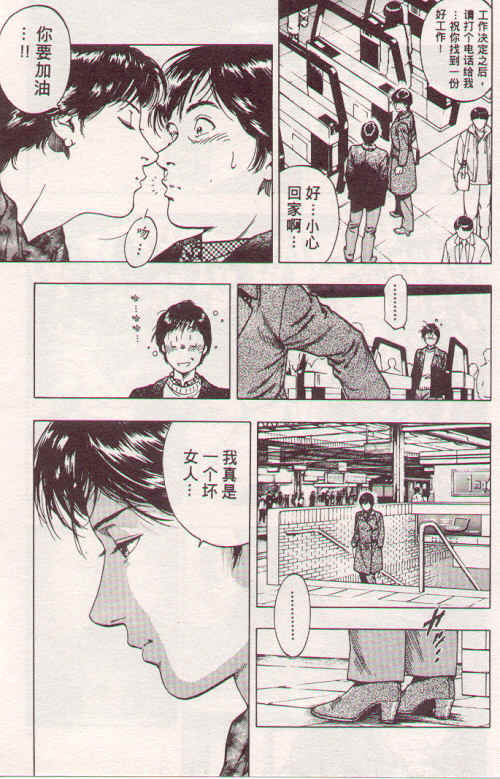 工作决定之后，
请打个电话给我
…祝你找到一份
好工作！
好…小心
回家啊…
你要加油
…!!
吻…
………
哈…哈…哈…
………
我真是
一个坏
女人…